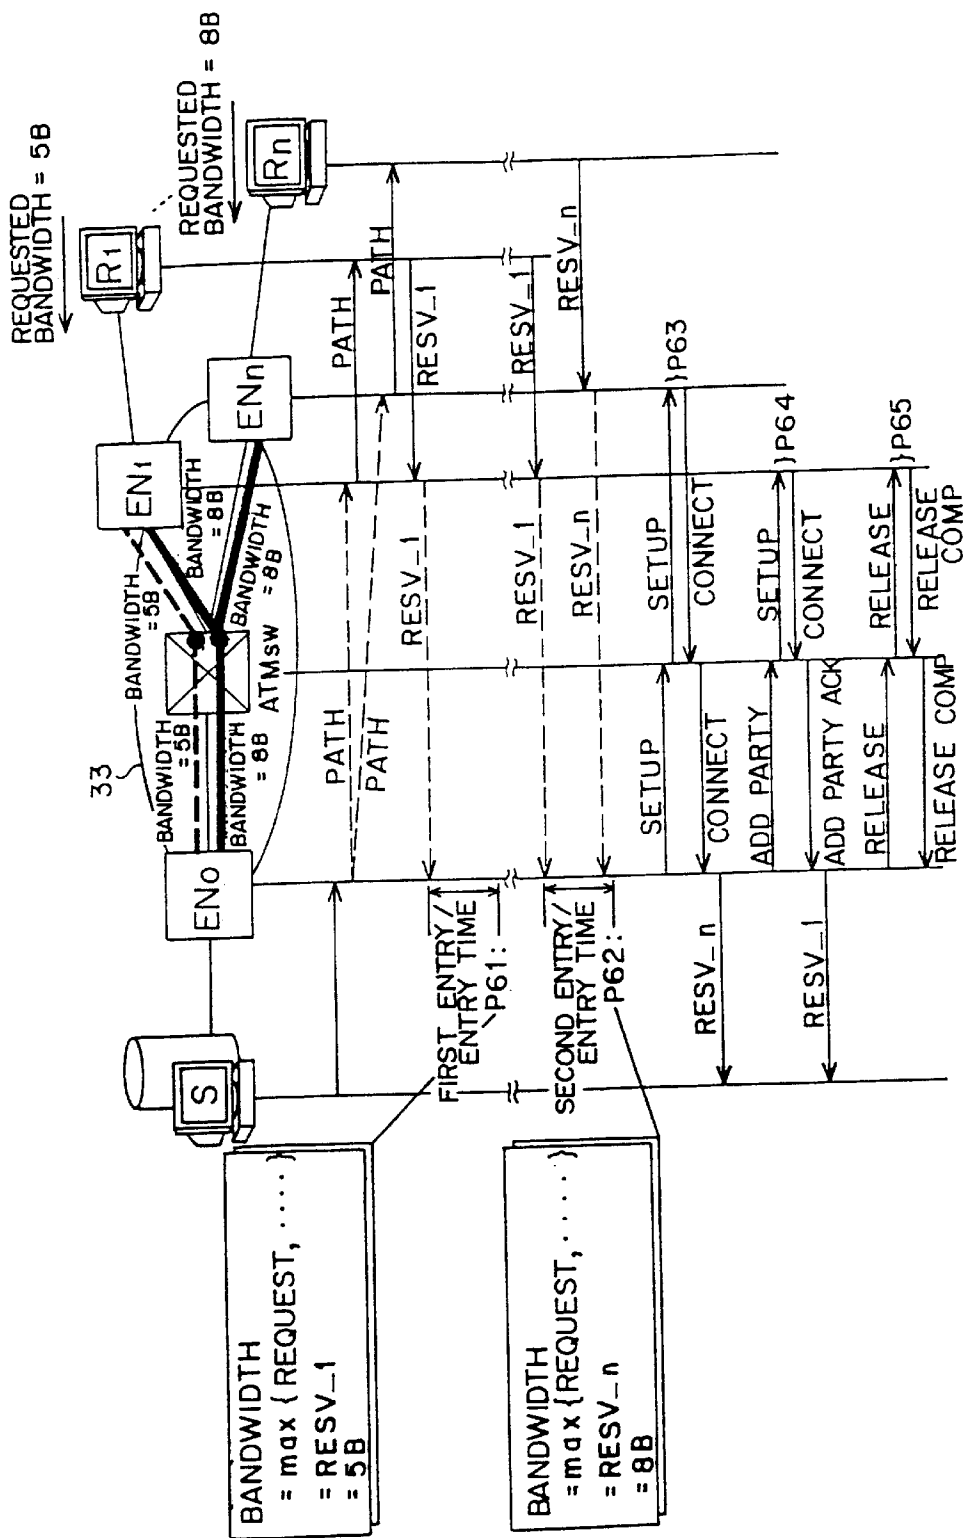 REQUESTED
BANDWIDTH = 5B
REQUESTED
BANDWIDTH = 8B
R1
Rn
EN1
ENn
33
BANDWIDTH
=5B
BANDWIDTH
=8B
BANDWIDTH
=5B
BANDWIDTH
=8B
BANDWIDTH
=8B
ATMSW
EN0
S
PATH
PATH
PATH
PATH
RESV_1
RESV_1
FIRST ENTRY/
ENTRY TIME
P61:
RESV_1
RESV_1
RESV_n
RESV_n
SECOND ENTRY/
ENTRY TIME
P62:
SETUP
SETUP
}P63
CONNECT
CONNECT
RESV_n
ADD PARTY
SETUP
}P64
CONNECT
ADD PARTY ACK
RESV_1
RELEASE
RELEASE
}P65
RELEASE
COMP
RELEASE COMP
BANDWIDTH
= max {REQUEST, ....}
= RESV_1
= 5B
BANDWIDTH
=max {REQUEST, .....}
= RESV_n
= 8B